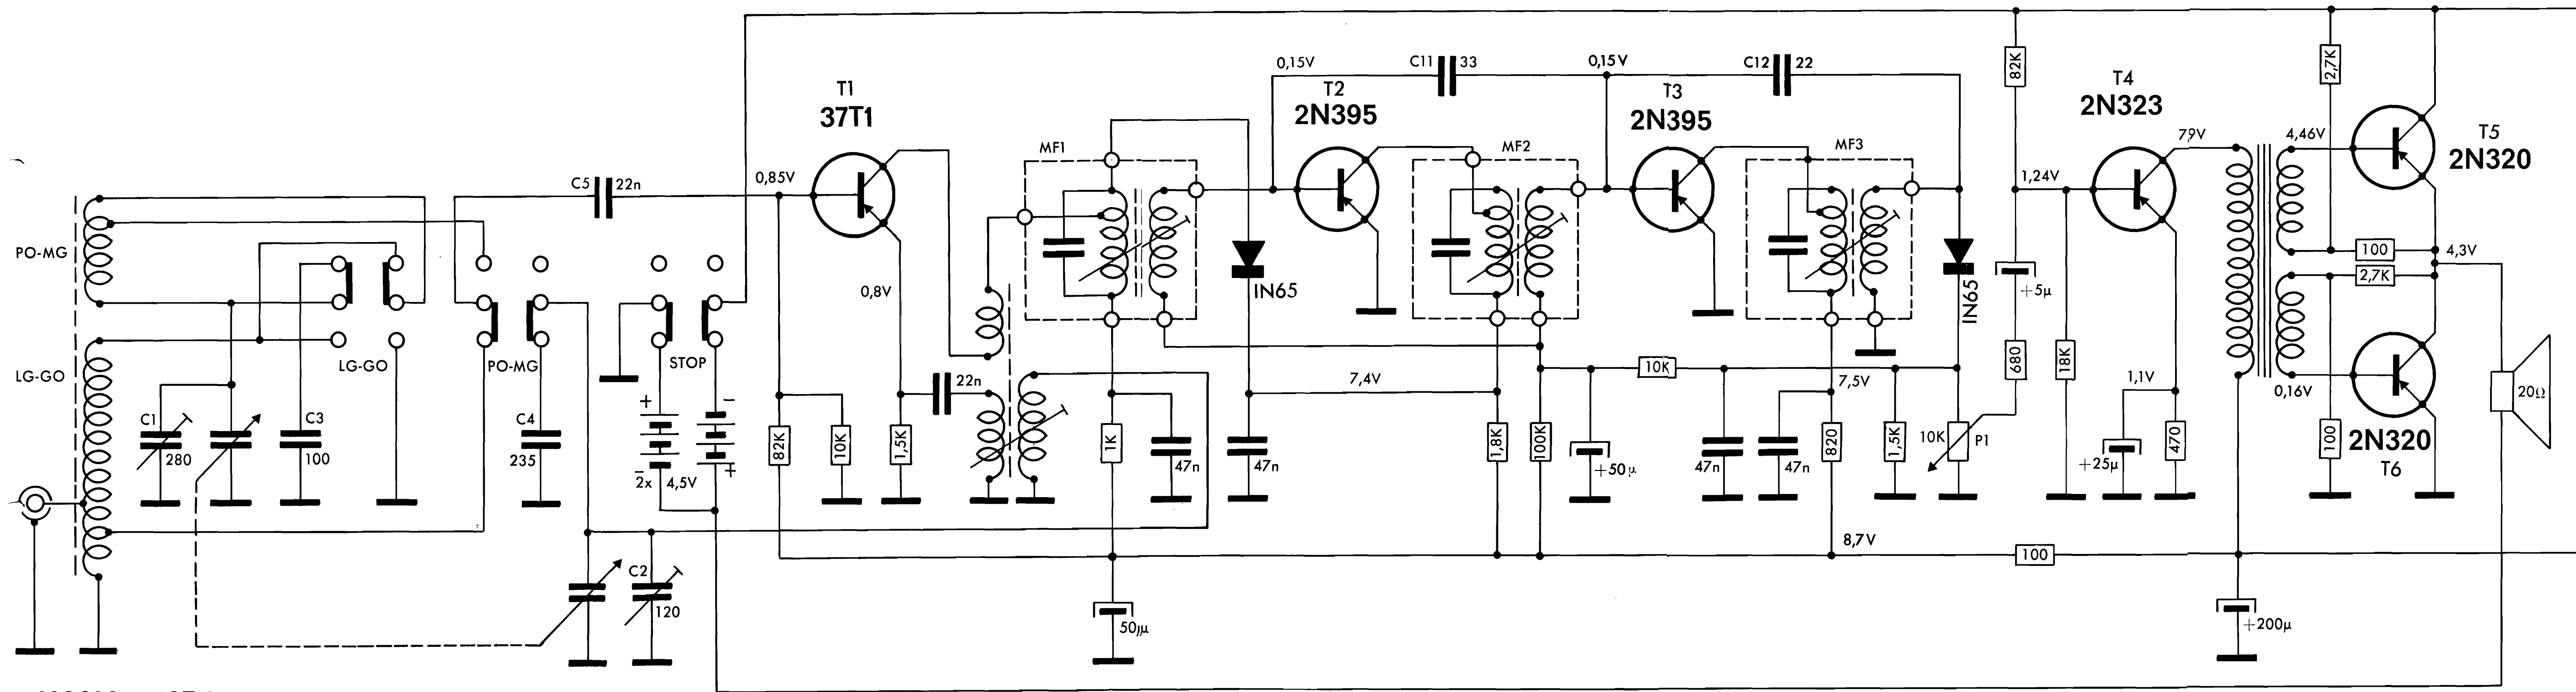 PO-MG
LG-GO
C1
280
C3
100
LG-GO
C5
22n
PO-MG
C4
235
C2
120
STOP
+
−
2x
4,5V
−
+
T1
37T1
0,85V
0,8V
82K
10K
1,5K
22n
MF1
1K
47n
50µ
IN65
47n
0,15V
C11
33
T2
2N395
7,4V
MF2
1,8K
100K
0,15V
C12
22
T3
2N395
10K
+50µ
47n
47n
7,5V
MF3
820
1,5K
8,7V
IN65
10K
P1
82K
1,24V
+5µ
680
18K
100
T4
2N323
79V
1,1V
+25µ
470
+200µ
4,46V
2,7K
T5
2N320
100
4,3V
2,7K
0,16V
100
2N320
T6
20Ω